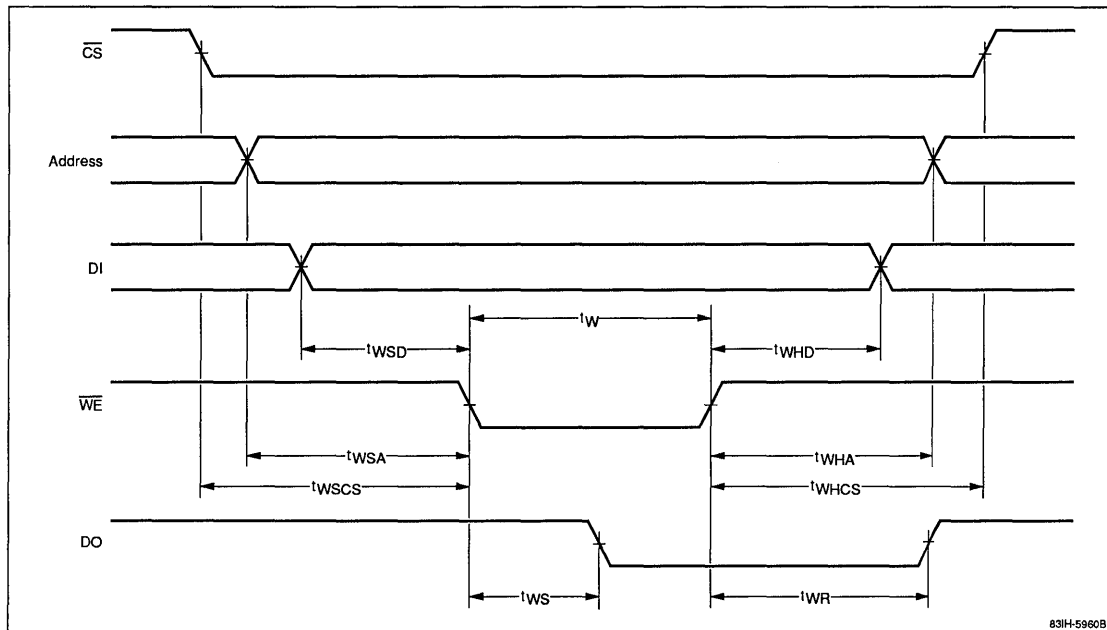 CS
Address
DI
tW
tWSD
tWHD
WE
tWSA
tWHA
tWSCS
tWHCS
DO
tWS
tWR
83IH-5960B